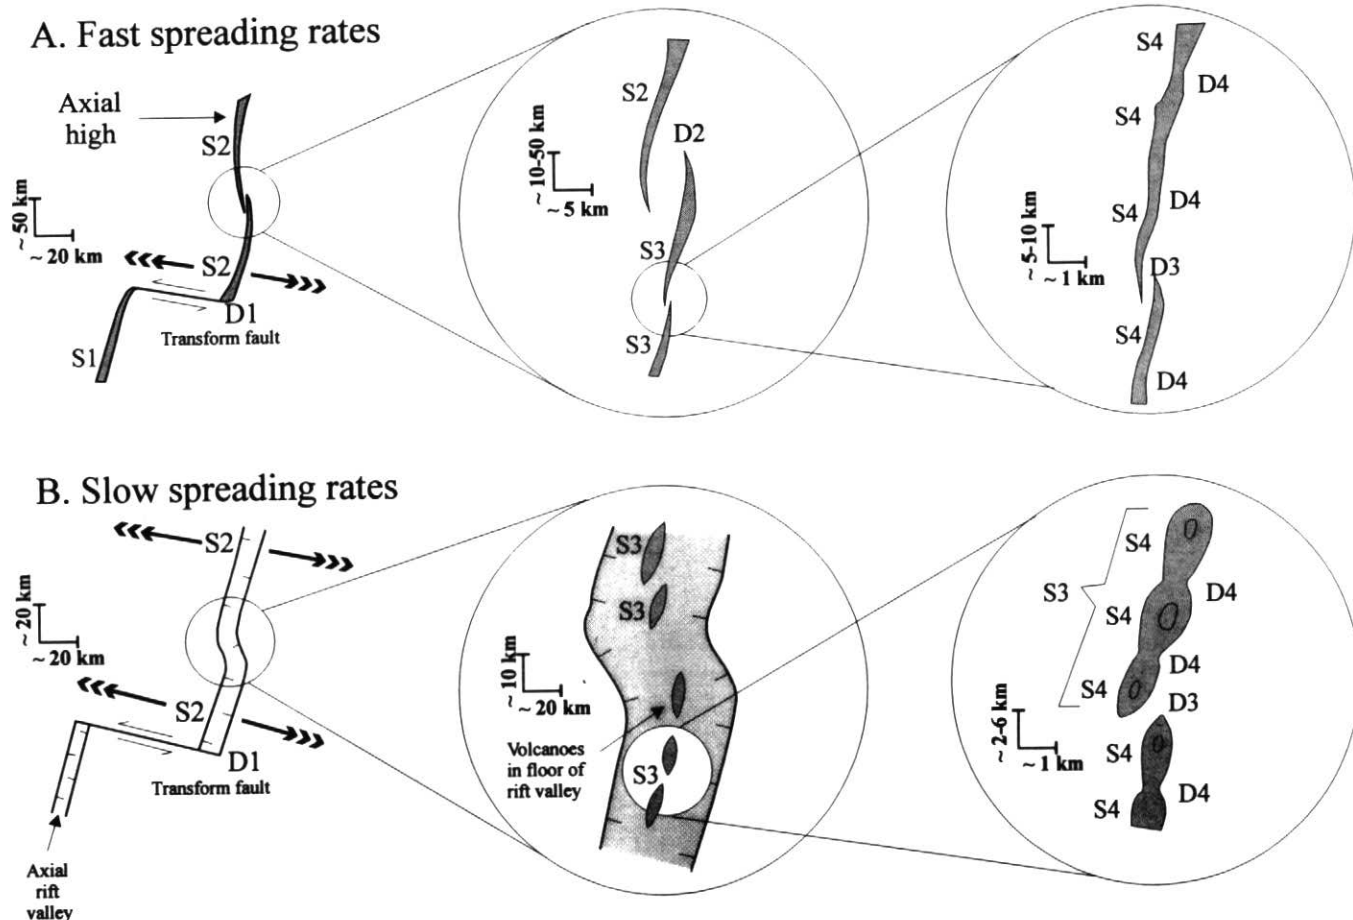 A. Fast spreading rates
Axial
high
S2
~ 50 km
~ 20 km
S2
D1
Transform fault
S1
S2
D2
~ 10-50 km
~ 5 km
S3
S3
S4
D4
S4
S4
D4
~ 5-10 km
~ 1 km
D3
S4
D4
B. Slow spreading rates
S2
~ 20 km
~ 20 km
S2
D1
Transform fault
Axial
rift
valley
S3
S3
~ 10 km
~ 20 km
Volcanoes
in floor of
rift valley
S3
S4
S3
D4
S4
D4
S4
D3
~ 2-6 km
~ 1 km
S4
D4
S4